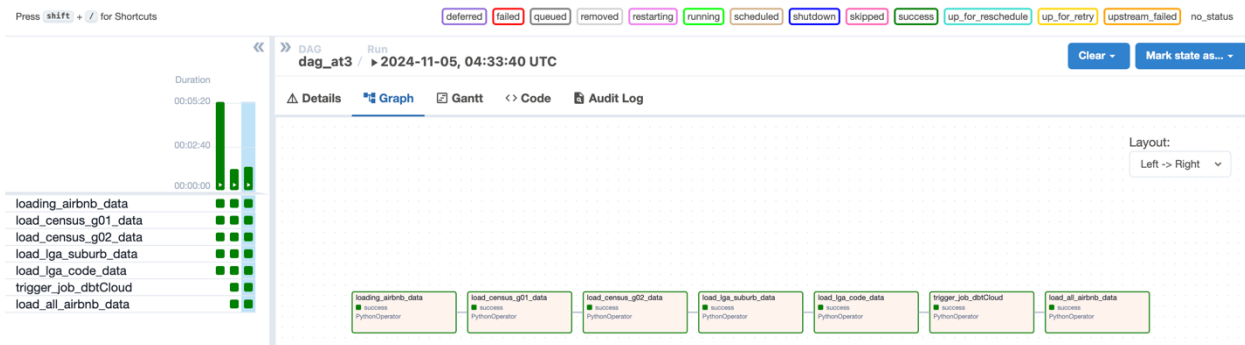 Press shift + / for Shortcuts
deferred failed queued removed restarting running scheduled shutdown skipped success up_for_reschedule up_for_retry upstream_failed no_status
DAG
dag_at3
/
Run
2024-11-05, 04:33:40 UTC
Clear
Mark state as...
Details
Graph
Gantt
Code
Audit Log
Duration
00:05:20
00:02:40
00:00:00
loading_airbnb_data
load_census_g01_data
load_census_g02_data
load_lga_suburb_data
load_lga_code_data
trigger_job_dbtCloud
load_all_airbnb_data
Layout:
Left -> Right
loading_airbnb_data
success
PythonOperator
load_census_g01_data
success
PythonOperator
load_census_g02_data
success
PythonOperator
load_lga_suburb_data
success
PythonOperator
load_lga_code_data
success
PythonOperator
trigger_job_dbtCloud
success
PythonOperator
load_all_airbnb_data
success
PythonOperator